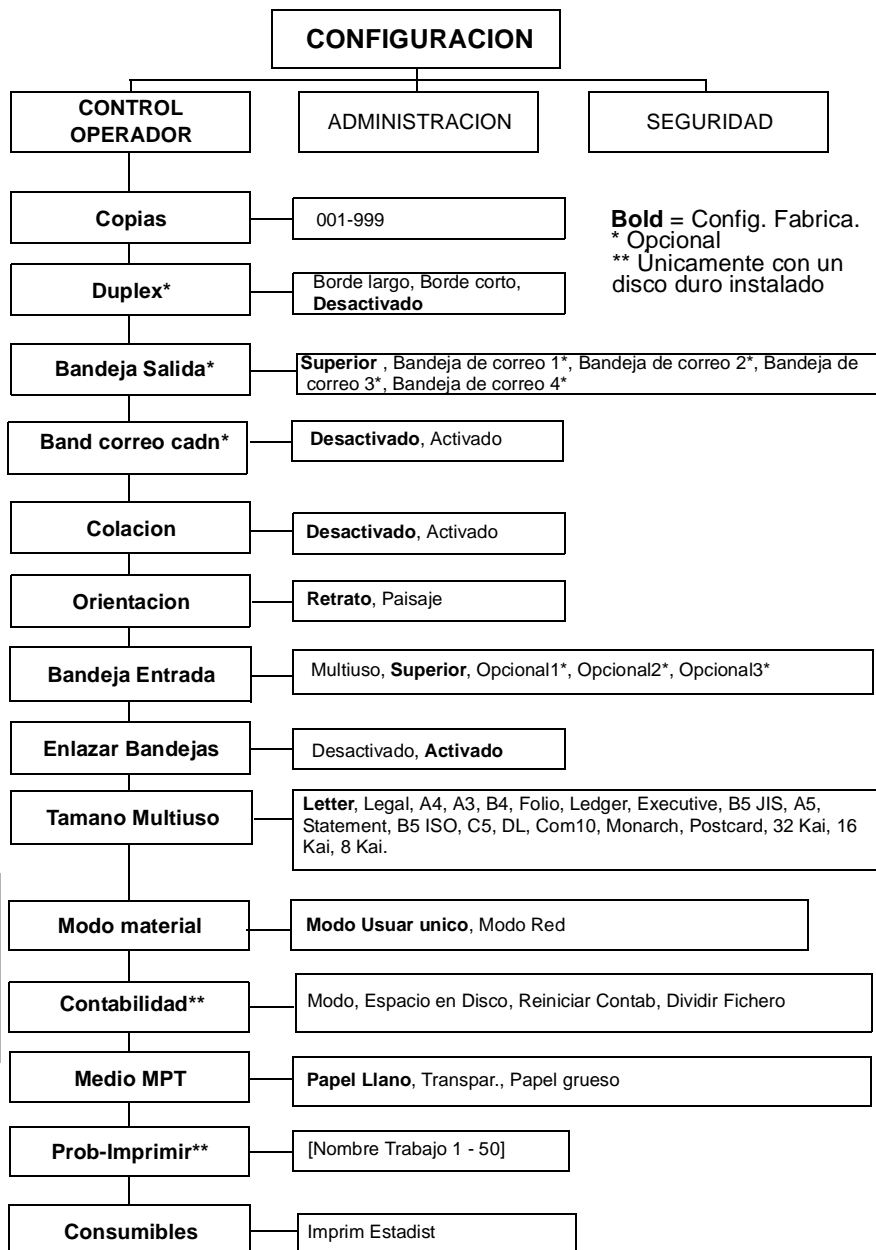 CONFIGURACION
CONTROL
OPERADOR
ADMINISTRACION
SEGURIDAD
Copias
001-999
Bold = Config. Fabrica.
* Opcional
** Únicamente con un
disco duro instalado
Duplex*
Borde largo, Borde corto,
Desactivado
Bandeja Salida*
Superior , Bandeja de correo 1*, Bandeja de correo 2*, Bandeja de
correo 3*, Bandeja de correo 4*
Band correo cadn*
Desactivado, Activado
Colacion
Desactivado, Activado
Orientacion
Retrato, Paisaje
Bandeja Entrada
Multiuso, Superior, Opcional1*, Opcional2*, Opcional3*
Enlazar Bandejas
Desactivado, Activado
Tamano Multiuso
Letter, Legal, A4, A3, B4, Folio, Ledger, Executive, B5 JIS, A5,
Statement, B5 ISO, C5, DL, Com10, Monarch, Postcard, 32 Kai, 16
Kai, 8 Kai.
Modo material
Modo Usuar unico, Modo Red
Contabilidad**
Modo, Espacio en Disco, Reiniciar Contab, Dividir Fichero
Medio MPT
Papel Llano, Transpar., Papel grueso
Prob-Imprimir**
[Nombre Trabajo 1 - 50]
Consumibles
Imprim Estadist